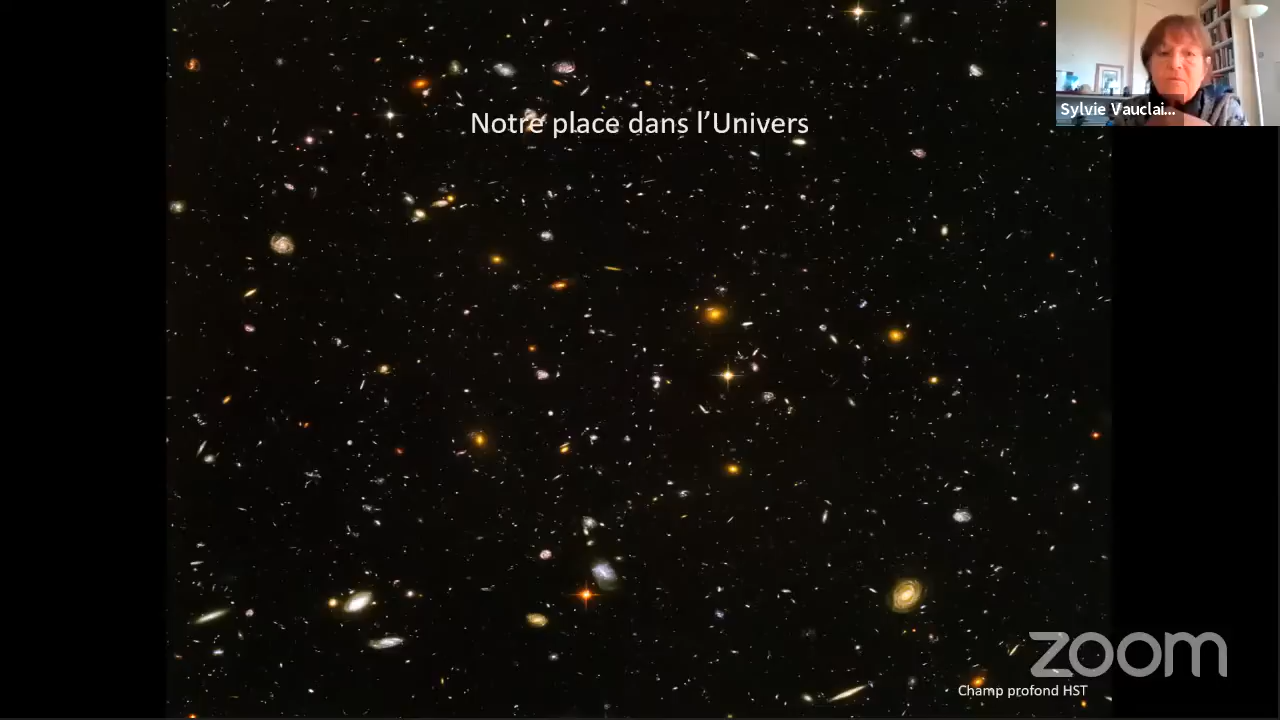 Sylvie Vauclai...
Notre place dans l’Univers
zoom
Champ profond HST